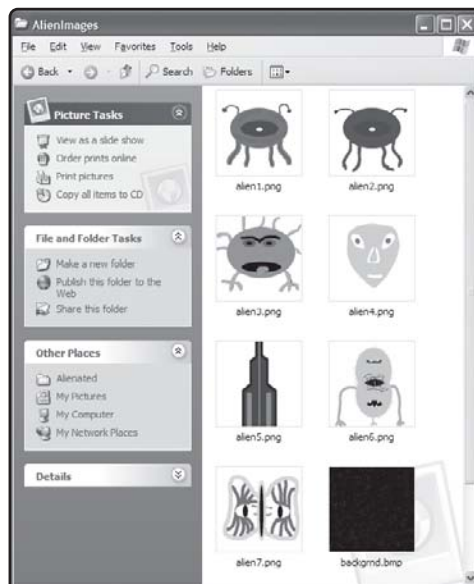 AlienImages
File Edit View Favorites Tools Help
Back Search Folders
Picture Tasks
View as a slide show
Order prints online
Print pictures
Copy all items to CD
File and Folder Tasks
Make a new folder
Publish this folder to the
Web
Share this folder
Other Places
Alienated
My Pictures
My Computer
My Network Places
Details
alien1.png alien2.png
alien3.png alien4.png
alien5.png alien6.png
alien7.png backgrnd.bmp